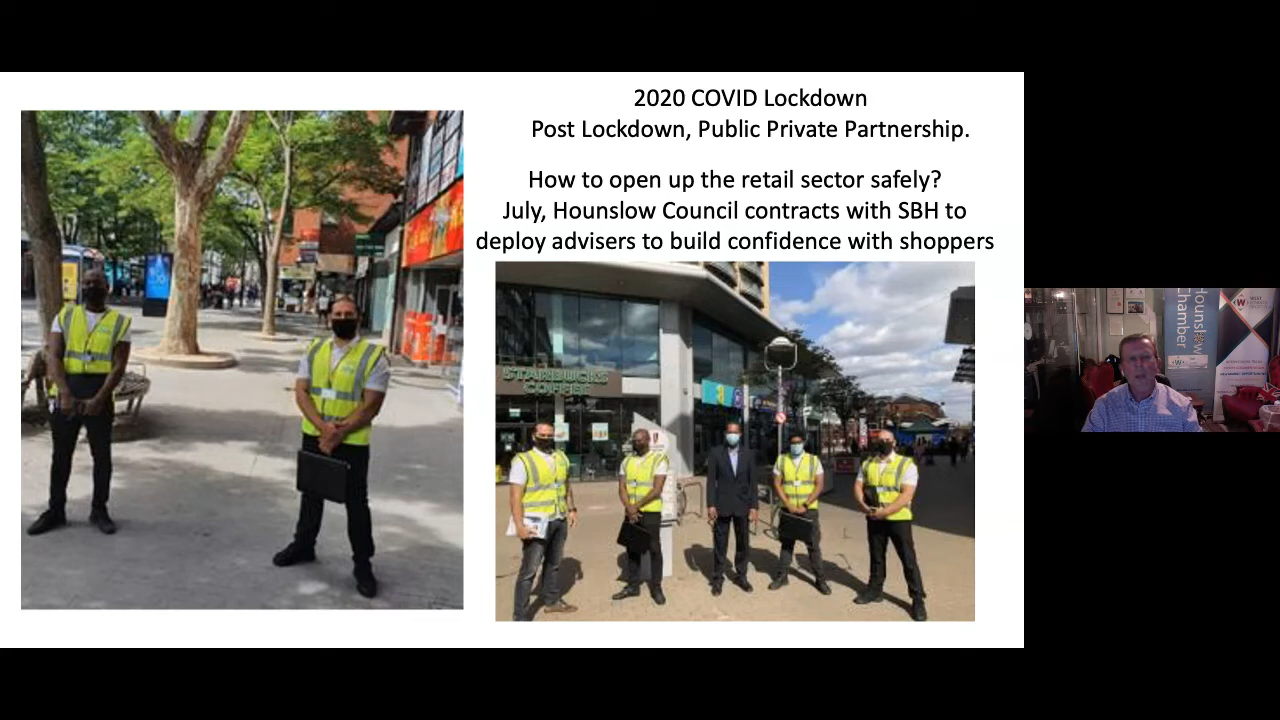 2020 COVID Lockdown
Post Lockdown, Public Private Partnership.
How to open up the retail sector safely?
July, Hounslow Council contracts with SBH to
deploy advisers to build confidence with shoppers
STARBUCKS
COFFEE
Hounslow
Chamber
W WEST